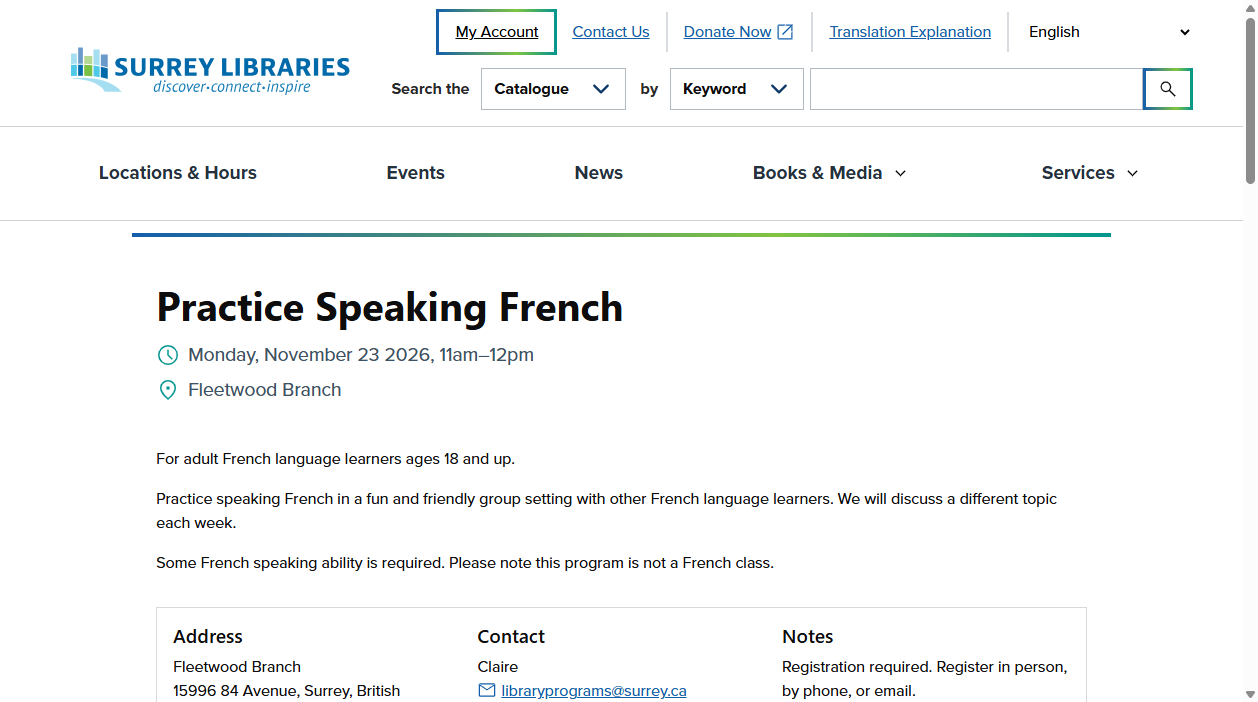 My Account
Contact Us
Donate Now
Translation Explanation
English
SURREY LIBRARIES
discover·connect·inspire
Search the
Catalogue
by
Keyword
Locations & Hours
Events
News
Books & Media
Services
Practice Speaking French
Monday, November 23 2026, 11am–12pm
Fleetwood Branch
For adult French language learners ages 18 and up.
Practice speaking French in a fun and friendly group setting with other French language learners. We will discuss a different topic
each week.
Some French speaking ability is required. Please note this program is not a French class.
Address
Fleetwood Branch
15996 84 Avenue, Surrey, British
Contact
Claire
libraryprograms@surrey.ca
Notes
Registration required. Register in person,
by phone, or email.